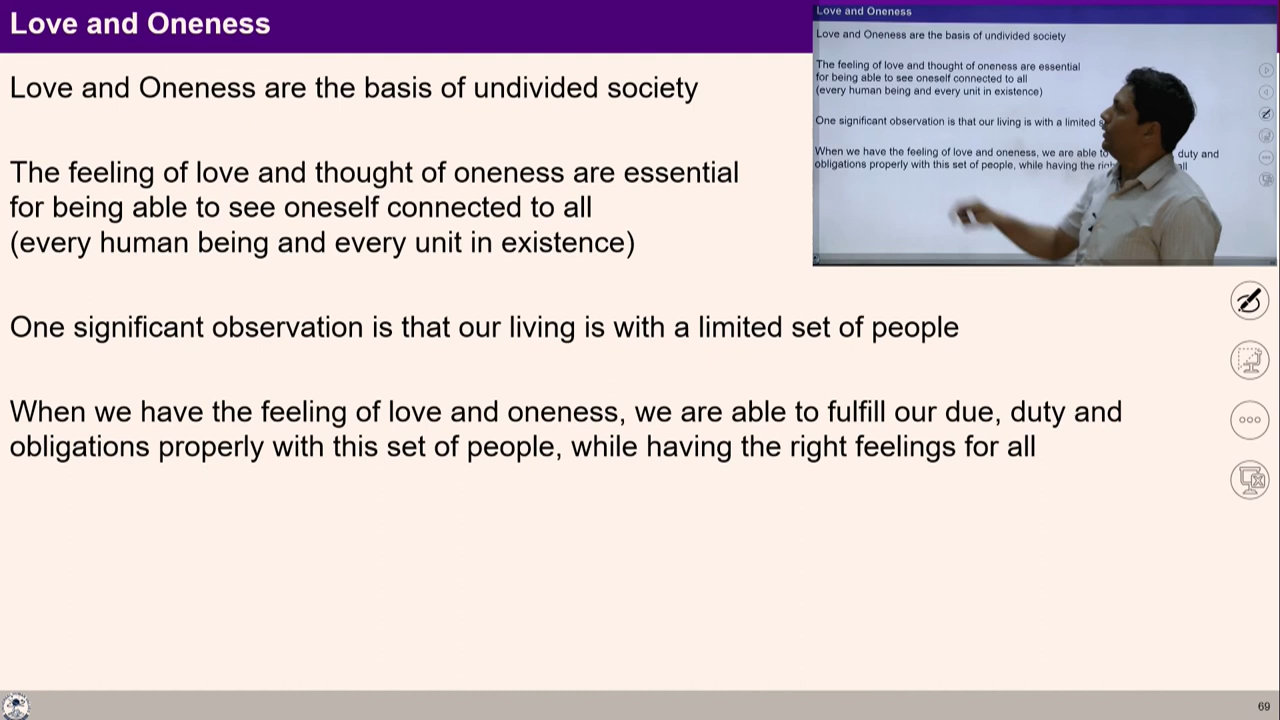 Love and Oneness
Love and Oneness are the basis of undivided society
The feeling of love and thought of oneness are essential
for being able to see oneself connected to all
(every human being and every unit in existence)
One significant observation is that our living is with a limited set of people
When we have the feeling of love and oneness, we are able to fulfill our due, duty and
obligations properly with this set of people, while having the right feelings for all
Love and Oneness
Love and Oneness are the basis of undivided society
The feeling of love and thought of oneness are essential
for being able to see oneself connected to all
(every human being and every unit in existence)
One significant observation is that our living is with a limited
When we have the feeling of love and oneness, we are able to duty and
obligations properly with this set of people, while having the all
69